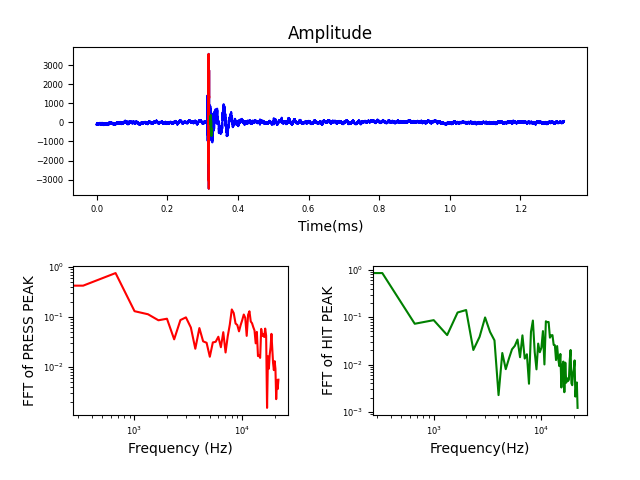 Amplitude
3000
2000
1000
0
−1000
−2000
−3000
0.0 0.2 0.4 0.6 0.8 1.0 1.2
Time(ms)
FFT of PRESS PEAK
10⁰
10⁻¹
10⁻²
10³ 10⁴
Frequency (Hz)
FFT of HIT PEAK
10⁰
10⁻¹
10⁻²
10⁻³
10³ 10⁴
Frequency(Hz)